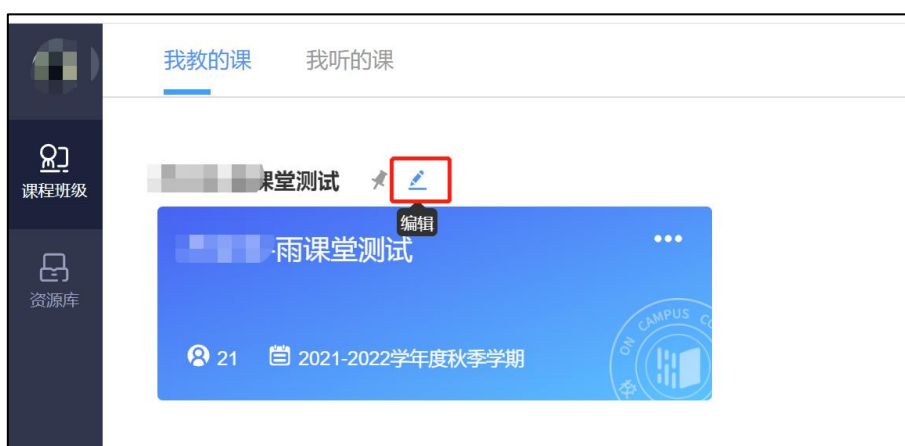 我教的课 我听的课
课程班级
课堂测试
编辑
雨课堂测试
资源库
21 2021-2022学年度秋季学期
ON CAMPUS